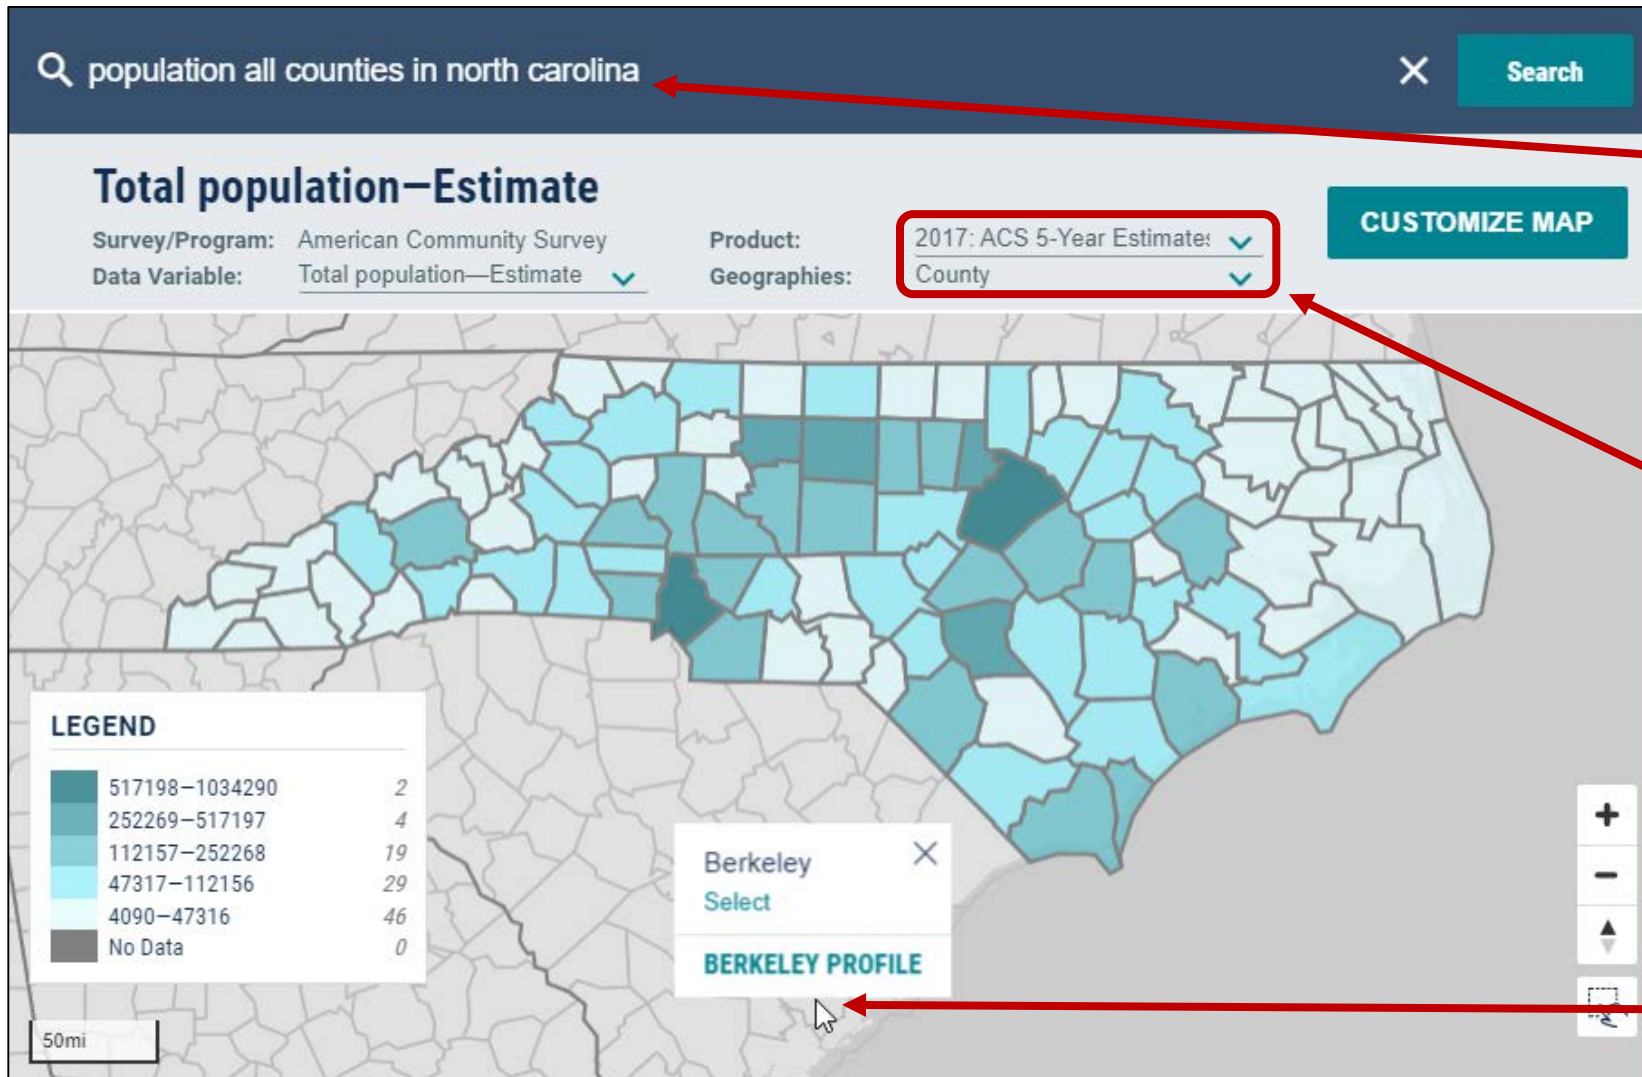 population all counties in north carolina
Search
Total population—Estimate
Survey/Program: American Community Survey
Product: 2017: ACS 5-Year Estimates
CUSTOMIZE MAP
Data Variable: Total population—Estimate
Geographies: County
LEGEND
517198—1034290 2
252269—517197 4
112157—252268 19
47317—112156 29
4090—47316 46
No Data 0
Berkeley
Select
BERKELEY PROFILE
50mi